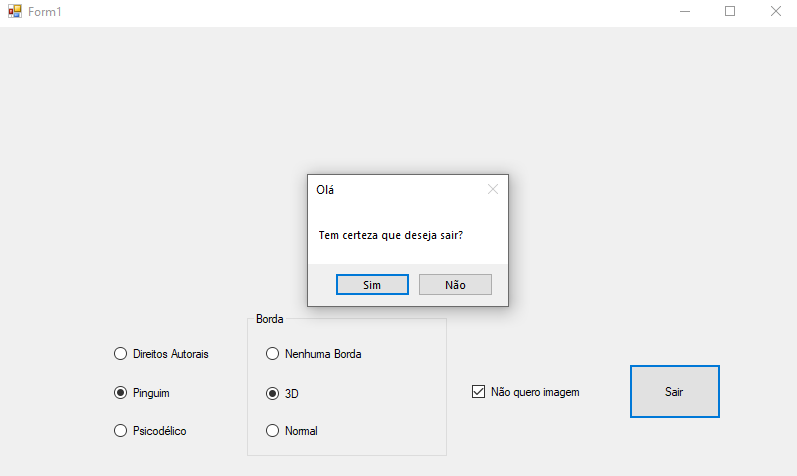 Form1
Olá
Tem certeza que deseja sair?
Sim Não
Borda
Direitos Autorais
Nenhuma Borda
Pinguim
3D
Não quero imagem
Sair
Psicodélico
Normal